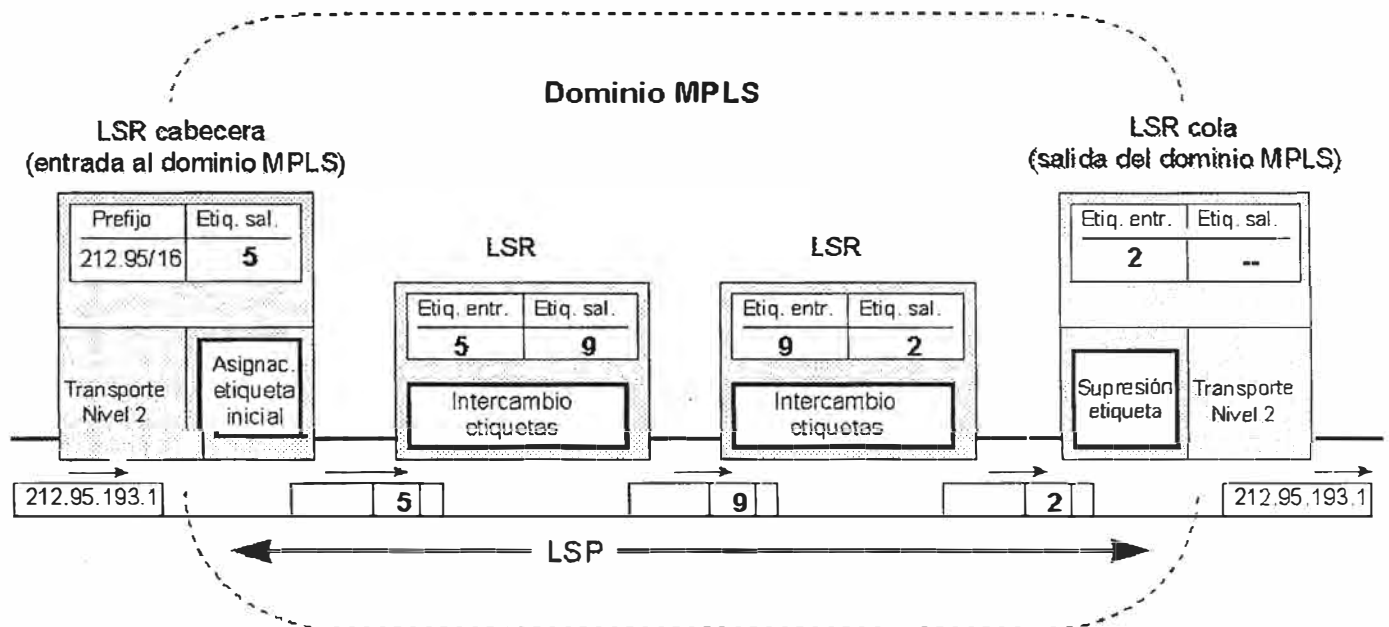 Dominio MPLS
LSR cabecera
(entrada al dominio MPLS)
LSR cola
(salida del dominio MPLS)
Prefijo Etiq. sal.
212.95/16 5
LSR
LSR
Etiq. entr. Etiq. sal.
5 9
Etiq. entr. Etiq. sal.
9 2
Etiq. entr. Etiq. sal.
2 --
Transporte
Nivel 2
Asignac.
etiqueta
inicial
Intercambio
etiquetas
Intercambio
etiquetas
Supresión
etiqueta
Transporte
Nivel 2
212.95.193.1
5
9
2
212.95.193.1
LSP